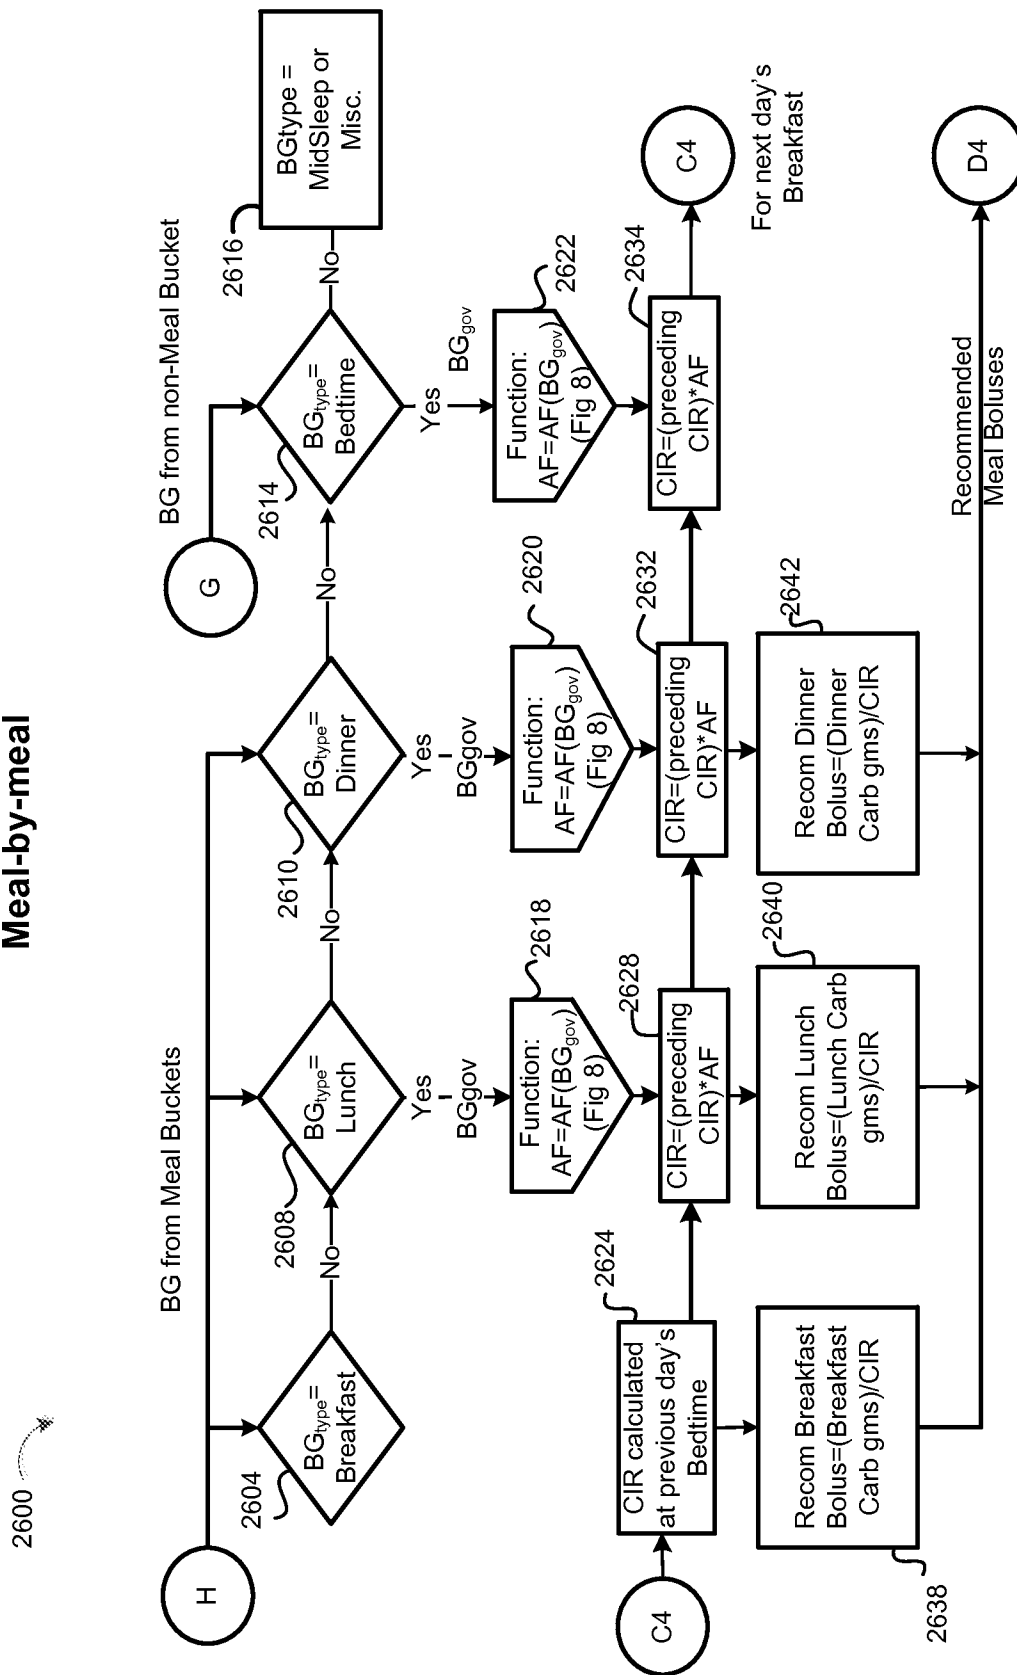 Meal-by-meal
2600
H
BG from Meal Buckets
G
BG from non-Meal Bucket
BGtype=
Breakfast
2604
No
BGtype=
Lunch
2608
No
BGtype=
Dinner
2610
No
BGtype=
Bedtime
2614
No
BGtype =
MidSleep or
Misc.
2616
Yes
BGgov
Yes
BGgov
Yes
BGgov
Function:
AF=AF(BGgov)
(Fig 8)
2618
Function:
AF=AF(BGgov)
(Fig 8)
2620
Function:
AF=AF(BGgov)
(Fig 8)
2622
C4
CIR calculated
at previous day's
Bedtime
2624
CIR=(preceding
CIR)*AF
2628
CIR=(preceding
CIR)*AF
2632
CIR=(preceding
CIR)*AF
2634
C4
For next day's
Breakfast
Recom Breakfast
Bolus=(Breakfast
Carb gms)/CIR
2638
Recom Lunch
Bolus=(Lunch Carb
gms)/CIR
2640
Recom Dinner
Bolus=(Dinner
Carb gms)/CIR
2642
Recommended
Meal Boluses
D4